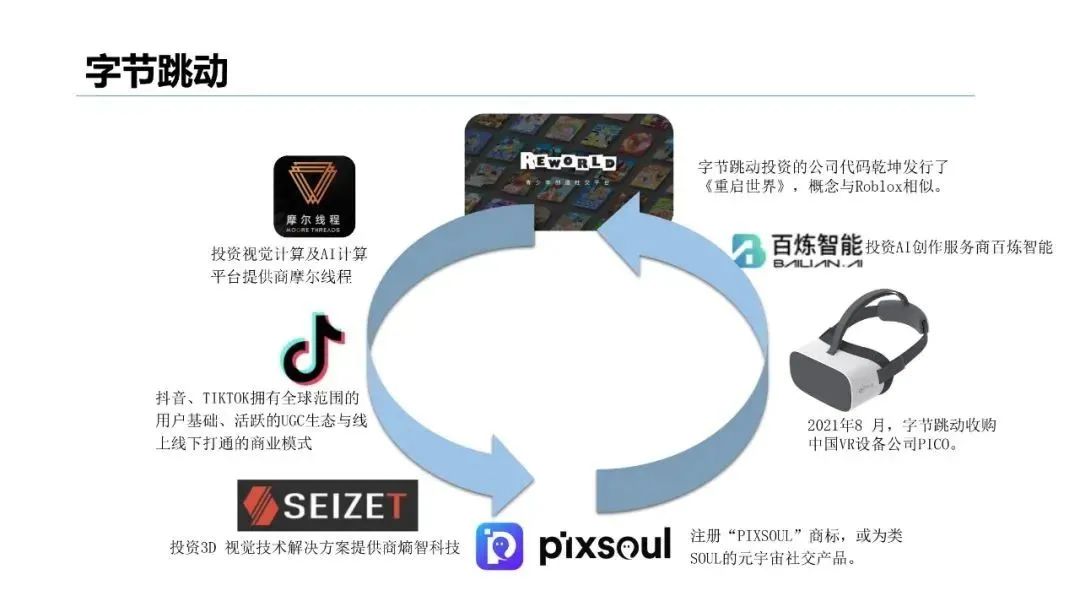 字节跳动
REWORLD
青少年创造社交平台
字节跳动投资的公司代码乾坤发行了
《重启世界》，概念与Roblox相似。
摩尔线程
MOORE THREADS
投资视觉计算及AI计算
平台提供商摩尔线程
百炼智能
BAILIAN.AI
投资AI创作服务商百炼智能
抖音、TIKTOK拥有全球范围的
用户基础、活跃的UGC生态与线
上线下打通的商业模式
2021年8 月，字节跳动收购
中国VR设备公司PICO。
SEIZET
投资3D 视觉技术解决方案提供商熵智科技
pixsoul
注册“PIXSOUL”商标，或为类
SOUL的元宇宙社交产品。